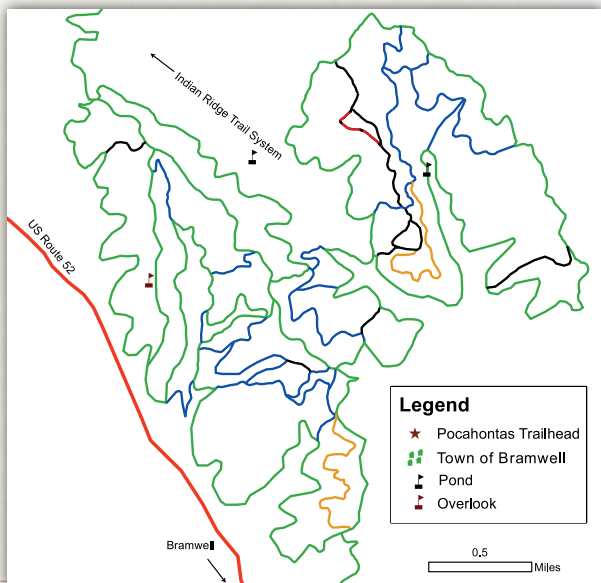 Indian Ridge Trail System
US Route 52
Legend
Pocahontas Trailhead
Town of Bramwell
Pond
Overlook
0.5
Miles
Bramwell